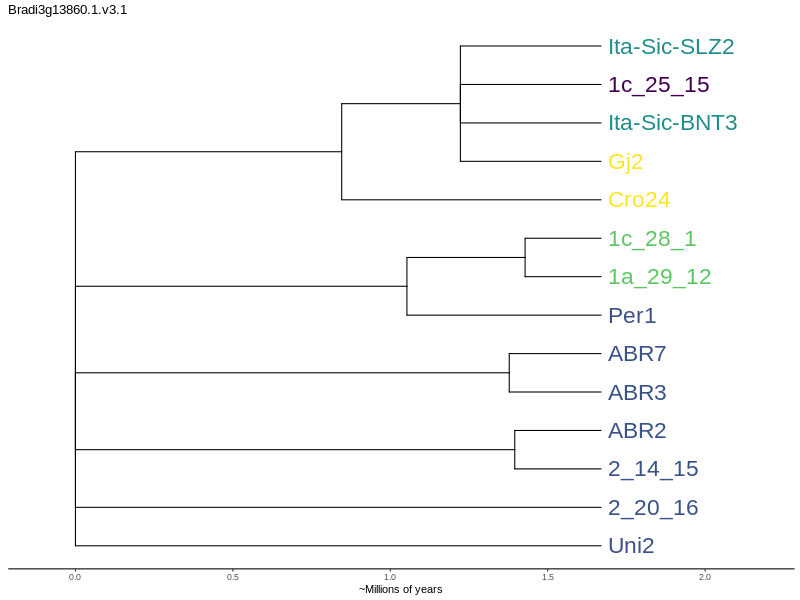 Bradi3g13860.1.v3.1
Ita-Sic-SLZ2
1c_25_15
Ita-Sic-BNT3
Gj2
Cro24
1c_28_1
1a_29_12
Per1
ABR7
ABR3
ABR2
2_14_15
2_20_16
Uni2
0.0 0.5 1.0 1.5 2.0
~Millions of years